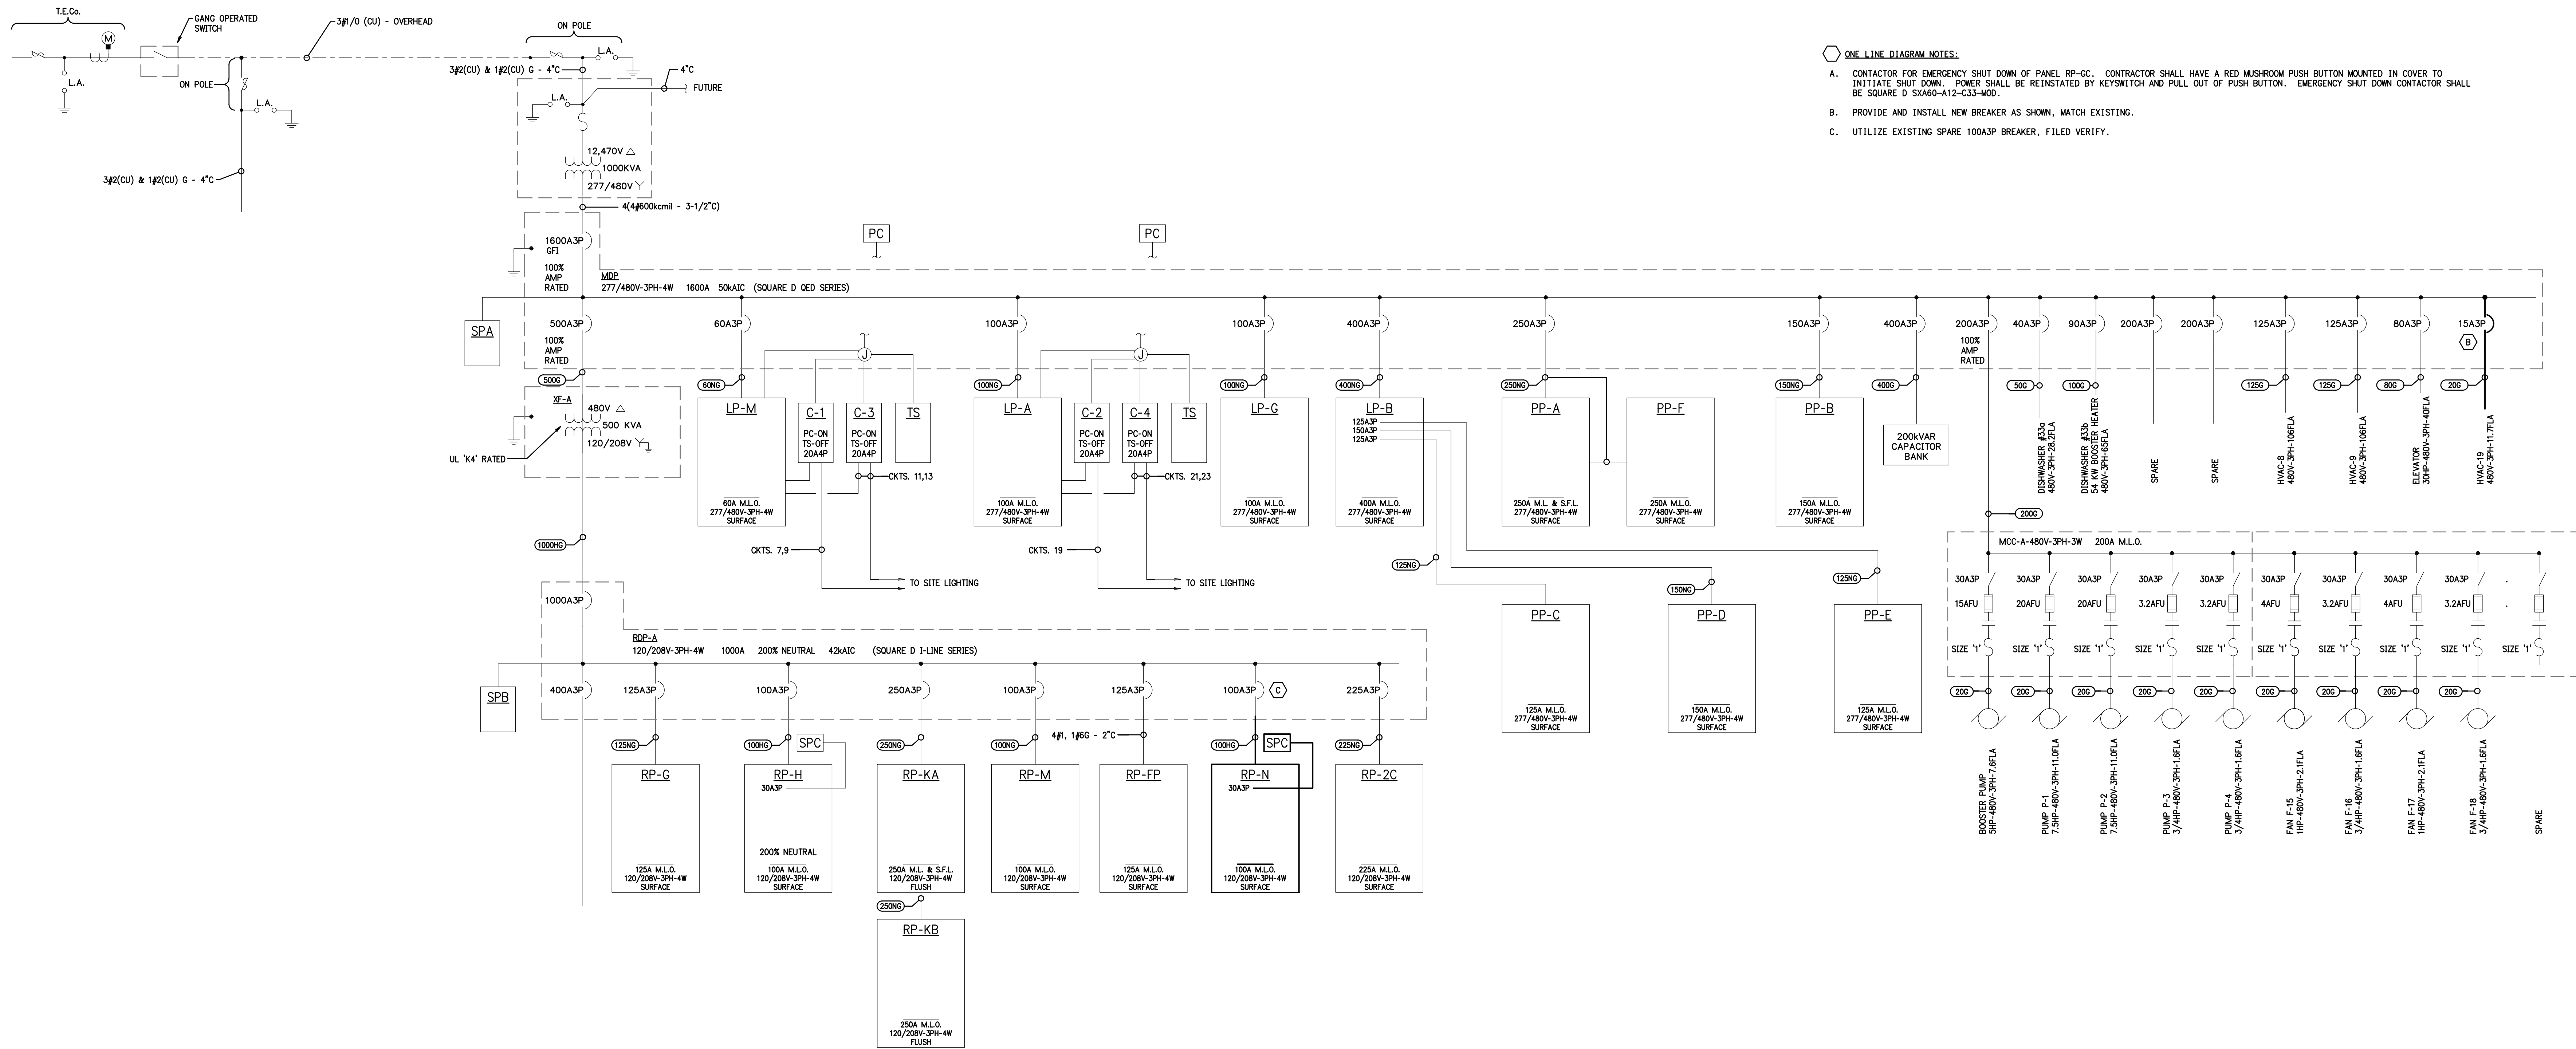 T.E.Co.
M
GANG OPERATED
SWITCH
3#1/0 (CU) - OVERHEAD
ON POLE
L.A.
ON POLE
L.A.
3#2(CU) & 1#2(CU) G - 4"C
L.A.
3#2(CU) & 1#2(CU) G - 4"C
4"C
FUTURE
L.A.
12,470V
1000KVA
277/480V
4(4#600kcmil - 3-1/2"C)
ONE LINE DIAGRAM NOTES:
A. CONTACTOR FOR EMERGENCY SHUT DOWN OF PANEL RP-GC. CONTRACTOR SHALL HAVE A RED MUSHROOM PUSH BUTTON MOUNTED IN COVER TO
INITIATE SHUT DOWN. POWER SHALL BE REINSTATED BY KEYSWITCH AND PULL OUT OF PUSH BUTTON. EMERGENCY SHUT DOWN CONTACTOR SHALL
BE SQUARE D SXA60-A12-C33-MOD.
B. PROVIDE AND INSTALL NEW BREAKER AS SHOWN, MATCH EXISTING.
C. UTILIZE EXISTING SPARE 100A3P BREAKER, FILED VERIFY.
PC
PC
1600A3P
GFI
100%
AMP
RATED
MDP
277/480V-3PH-4W 1600A 50kAIC (SQUARE D QED SERIES)
SPA
500A3P
100%
AMP
RATED
60A3P
100A3P
100A3P
400A3P
250A3P
150A3P
400A3P
200A3P
100%
AMP
RATED
40A3P
90A3P
200A3P
200A3P
125A3P
125A3P
80A3P
15A3P
B
J
J
500G
60NG
100NG
100NG
400NG
250NG
150NG
400G
50G
100G
125G
125G
80G
20G
XF-A
480V
500 KVA
120/208V
UL 'K4' RATED
LP-M
60A M.L.O.
277/480V-3PH-4W
SURFACE
C-1
PC-ON
TS-OFF
20A4P
C-3
PC-ON
TS-OFF
20A4P
TS
CKTS. 11,13
CKTS. 7,9
TO SITE LIGHTING
LP-A
100A M.L.O.
277/480V-3PH-4W
SURFACE
C-2
PC-ON
TS-OFF
20A4P
C-4
PC-ON
TS-OFF
20A4P
TS
CKTS. 21,23
CKTS. 19
TO SITE LIGHTING
LP-G
100A M.L.O.
277/480V-3PH-4W
SURFACE
LP-B
125A3P
150A3P
125A3P
400A M.L.O.
277/480V-3PH-4W
SURFACE
PP-A
250A M.L. & S.F.L.
277/480V-3PH-4W
SURFACE
PP-F
250A M.L.O.
277/480V-3PH-4W
SURFACE
PP-B
150A M.L.O.
277/480V-3PH-4W
SURFACE
200kVAR
CAPACITOR
BANK
DISHWASHER #33a
480V-3PH-28.2FLA
DISHWASHER #33b
54 KW BOOSTER HEATER
480V-3PH-65FLA
SPARE
SPARE
HVAC-8
480V-3PH-106FLA
HVAC-9
480V-3PH-106FLA
ELEVATOR
30HP-480V-3PH-40FLA
HVAC-19
480V-3PH-11.7FLA
200G
1000HG
125NG
150NG
125NG
PP-C
125A M.L.O.
277/480V-3PH-4W
SURFACE
PP-D
150A M.L.O.
277/480V-3PH-4W
SURFACE
PP-E
125A M.L.O.
277/480V-3PH-4W
SURFACE
MCC-A-480V-3PH-3W 200A M.L.O.
30A3P
30A3P
30A3P
30A3P
30A3P
30A3P
30A3P
30A3P
30A3P
.
15AFU
20AFU
20AFU
3.2AFU
3.2AFU
4AFU
3.2AFU
4AFU
3.2AFU
.
SIZE '1'
SIZE '1'
SIZE '1'
SIZE '1'
SIZE '1'
SIZE '1'
SIZE '1'
SIZE '1'
SIZE '1'
SIZE '1'
20G
20G
20G
20G
20G
20G
20G
20G
20G
BOOSTER PUMP
5HP-480V-3PH-7.6FLA
PUMP P-1
7.5HP-480V-3PH-11.0FLA
PUMP P-2
7.5HP-480V-3PH-11.0FLA
PUMP P-3
3/4HP-480V-3PH-1.6FLA
PUMP P-4
3/4HP-480V-3PH-1.6FLA
FAN F-15
1HP-480V-3PH-2.1FLA
FAN F-16
3/4HP-480V-3PH-1.6FLA
FAN F-17
1HP-480V-3PH-2.1FLA
FAN F-18
3/4HP-480V-3PH-1.6FLA
SPARE
1000A3P
RDP-A
120/208V-3PH-4W 1000A 200% NEUTRAL 42kAIC (SQUARE D I-LINE SERIES)
SPB
400A3P
125A3P
100A3P
250A3P
100A3P
125A3P
100A3P
C
225A3P
125NG
100HG
SPC
250NG
100NG
4#1, 1#6G - 2"C
100HG
SPC
225NG
RP-G
125A M.L.O.
120/208V-3PH-4W
SURFACE
RP-H
30A3P
200% NEUTRAL
100A M.L.O.
120/208V-3PH-4W
SURFACE
RP-KA
250A M.L. & S.F.L.
120/208V-3PH-4W
FLUSH
RP-M
100A M.L.O.
120/208V-3PH-4W
SURFACE
RP-FP
125A M.L.O.
120/208V-3PH-4W
SURFACE
RP-N
30A3P
100A M.L.O.
120/208V-3PH-4W
SURFACE
RP-2C
225A M.L.O.
120/208V-3PH-4W
SURFACE
250NG
RP-KB
250A M.L.O.
120/208V-3PH-4W
FLUSH